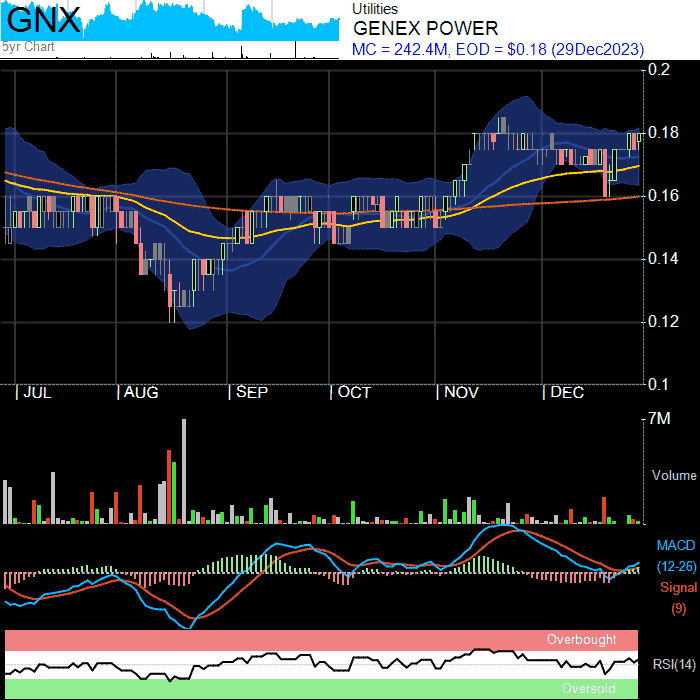 GNX
5yr Chart
Utilities
GENEX POWER
MC = 242.4M, EOD = $0.18 (29Dec2023)
0.2
0.18
0.16
0.14
0.12
0.1
JUL AUG SEP OCT NOV DEC
7M
Volume
MACD
(12-26)
Signal
(9)
Overbought
RSI(14)
Oversold